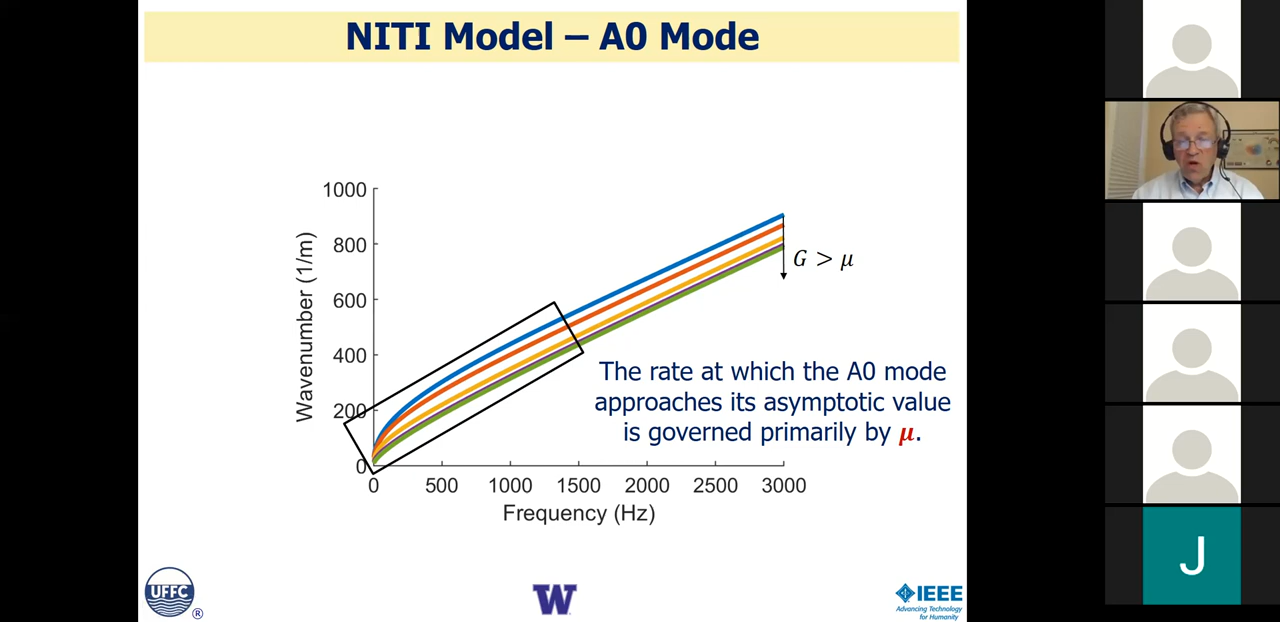 NITI Model – A0 Mode
1000
800
600
400
200
0
Wavenumber (1/m)
0 500 1000 1500 2000 2500 3000
Frequency (Hz)
G > μ
The rate at which the A0 mode
approaches its asymptotic value
is governed primarily by μ.
UFFC
®
W
IEEE
Advancing Technology
for Humanity
J